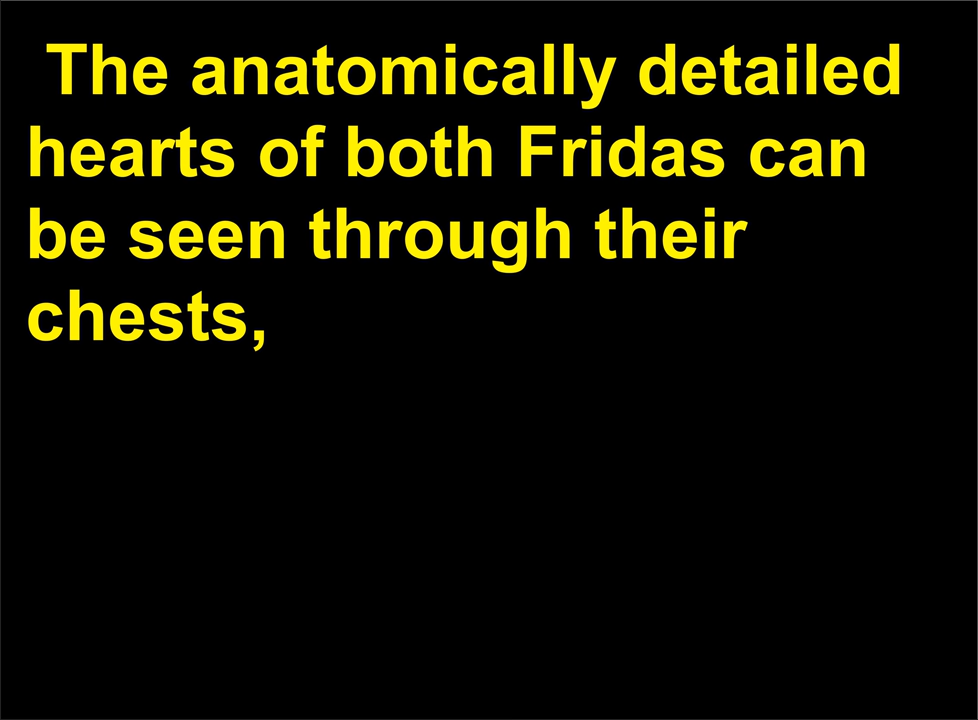 The anatomically detailed
hearts of both Fridas can
be seen through their
chests,